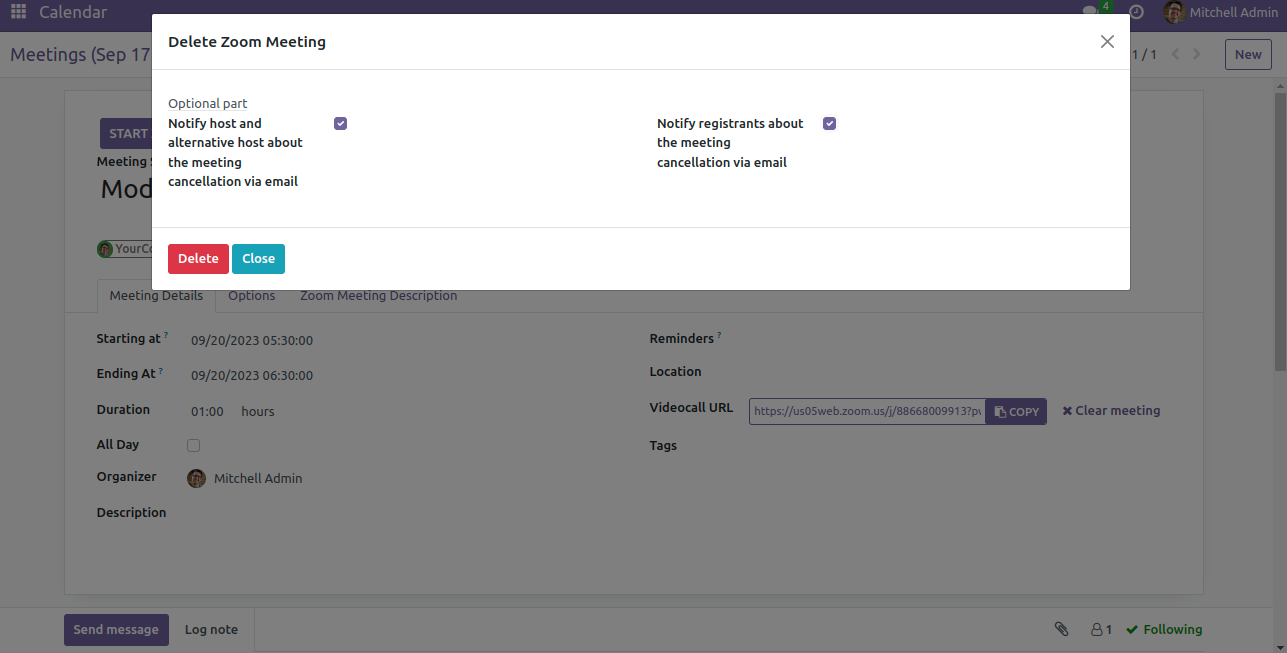 Calendar
4
Mitchell Admin
Meetings (Sep 17
1 / 1
New
Delete Zoom Meeting
Optional part
Notify host and
alternative host about
the meeting
cancellation via email
Notify registrants about
the meeting
cancellation via email
Delete
Close
START
Meeting
Mod
YourCo
Meeting Details
Options
Zoom Meeting Description
Starting at ?
09/20/2023 05:30:00
Reminders ?
Ending At ?
09/20/2023 06:30:00
Location
Duration
01:00 hours
Videocall URL
https://us05web.zoom.us/j/88668009913?pv
COPY
Clear meeting
All Day
Tags
Organizer
Mitchell Admin
Description
Send message
Log note
1
Following